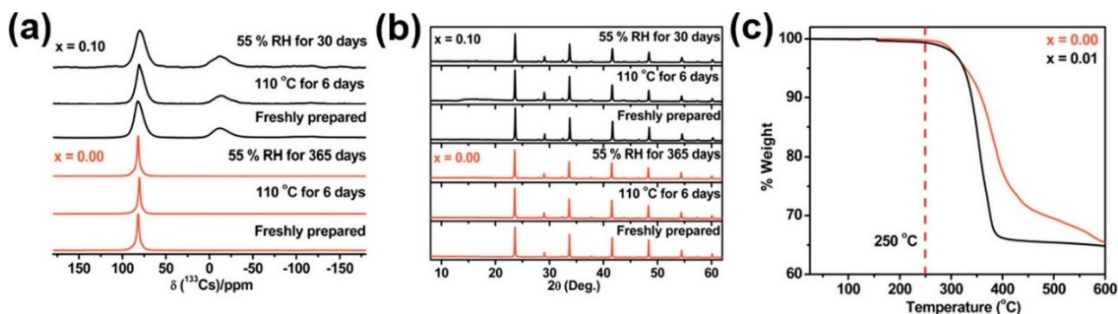 (a)
x = 0.10
55 % RH for 30 days
110 °C for 6 days
Freshly prepared
x = 0.00
55 % RH for 365 days
110 °C for 6 days
Freshly prepared
150 100 50 0 -50 -100 -150
δ (¹³³Cs)/ppm
(b)
x = 0.10
55 % RH for 30 days
110 °C for 6 days
Freshly prepared
x = 0.00
55 % RH for 365 days
110 °C for 6 days
Freshly prepared
10 20 30 40 50 60
2θ (Deg.)
(c)
x = 0.00
x = 0.01
100
90
80
70
60
% Weight
250 °C
100 200 300 400 500 600
Temperature (°C)